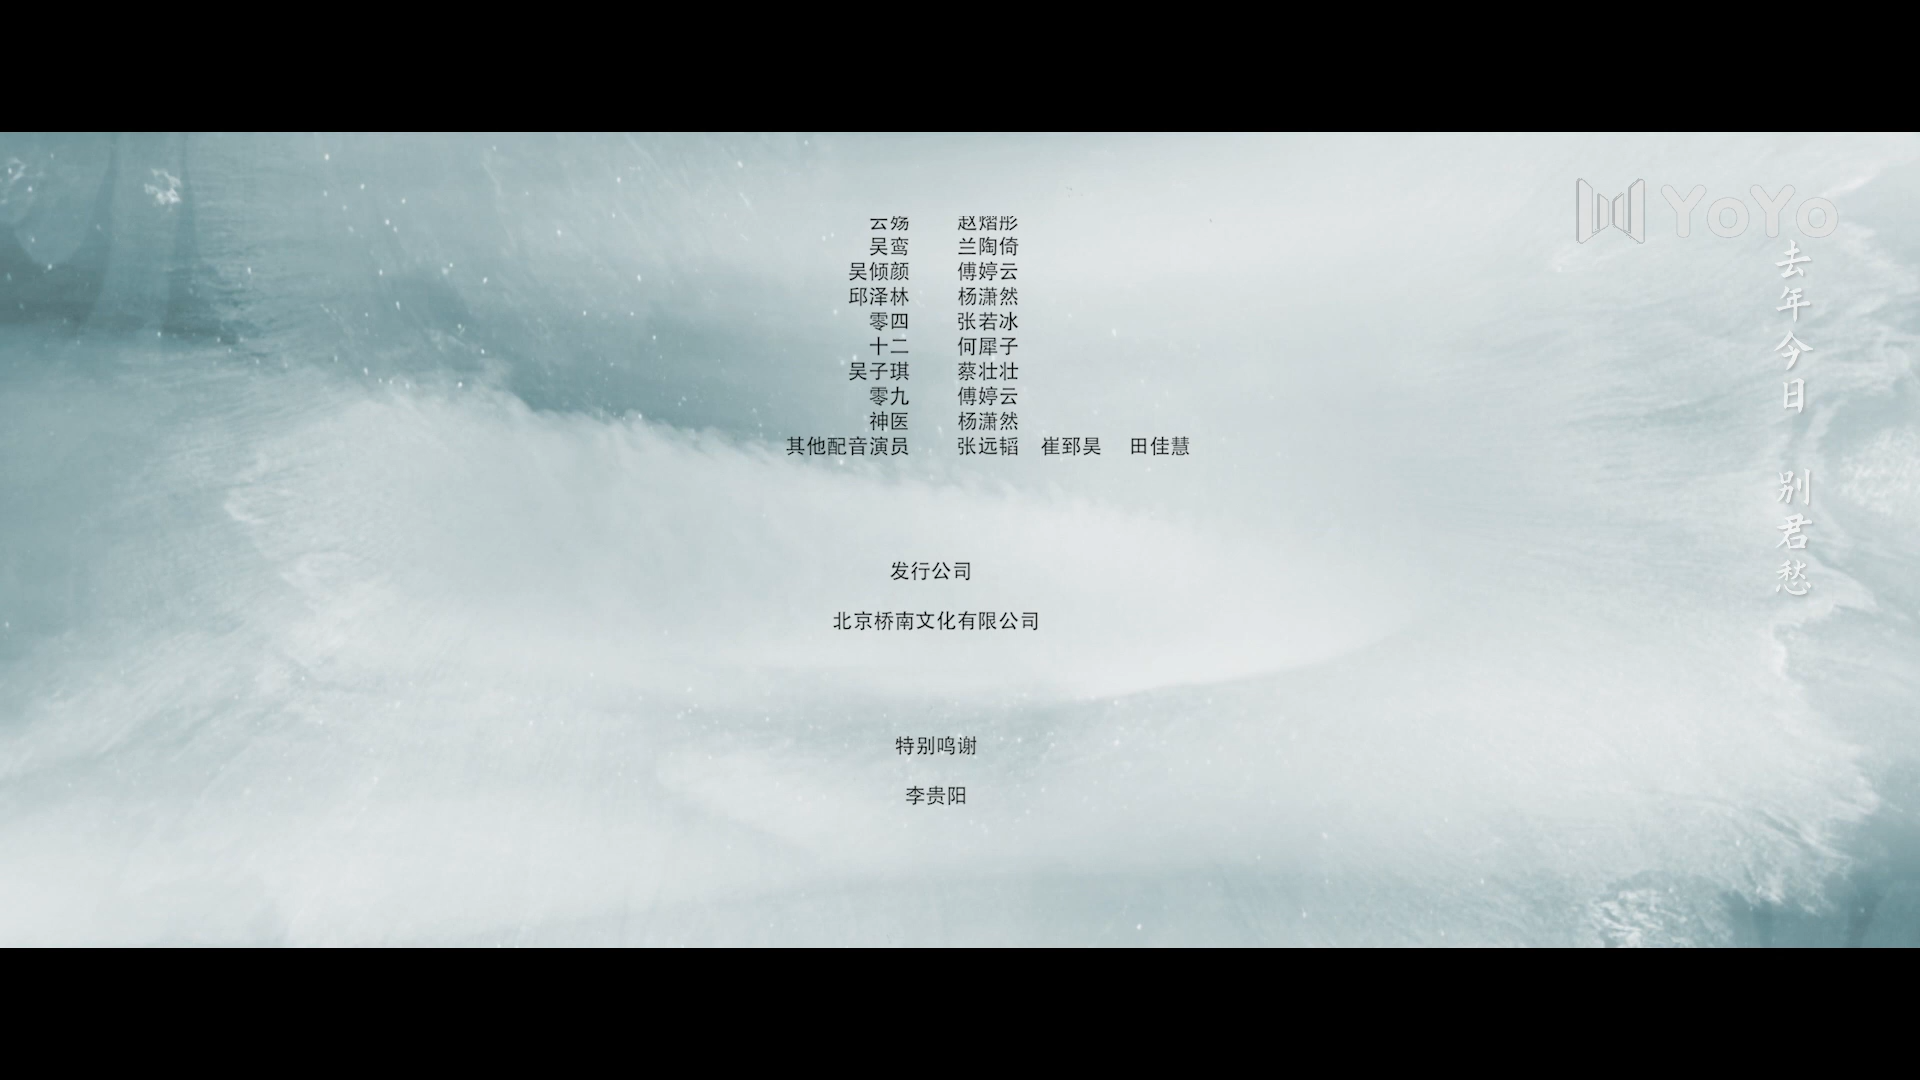 云殇 赵熠彤
吴鸾 兰陶倚
吴倾颜 傅婷云
邱泽林 杨潇然
零四 张若冰
十二 何犀子
吴子琪 蔡壮壮
零九 傅婷云
神医 杨潇然
其他配音演员 张远韬 崔郅昊 田佳慧
发行公司
北京桥南文化有限公司
特别鸣谢
李贵阳
YOYO
去年今日 别君愁